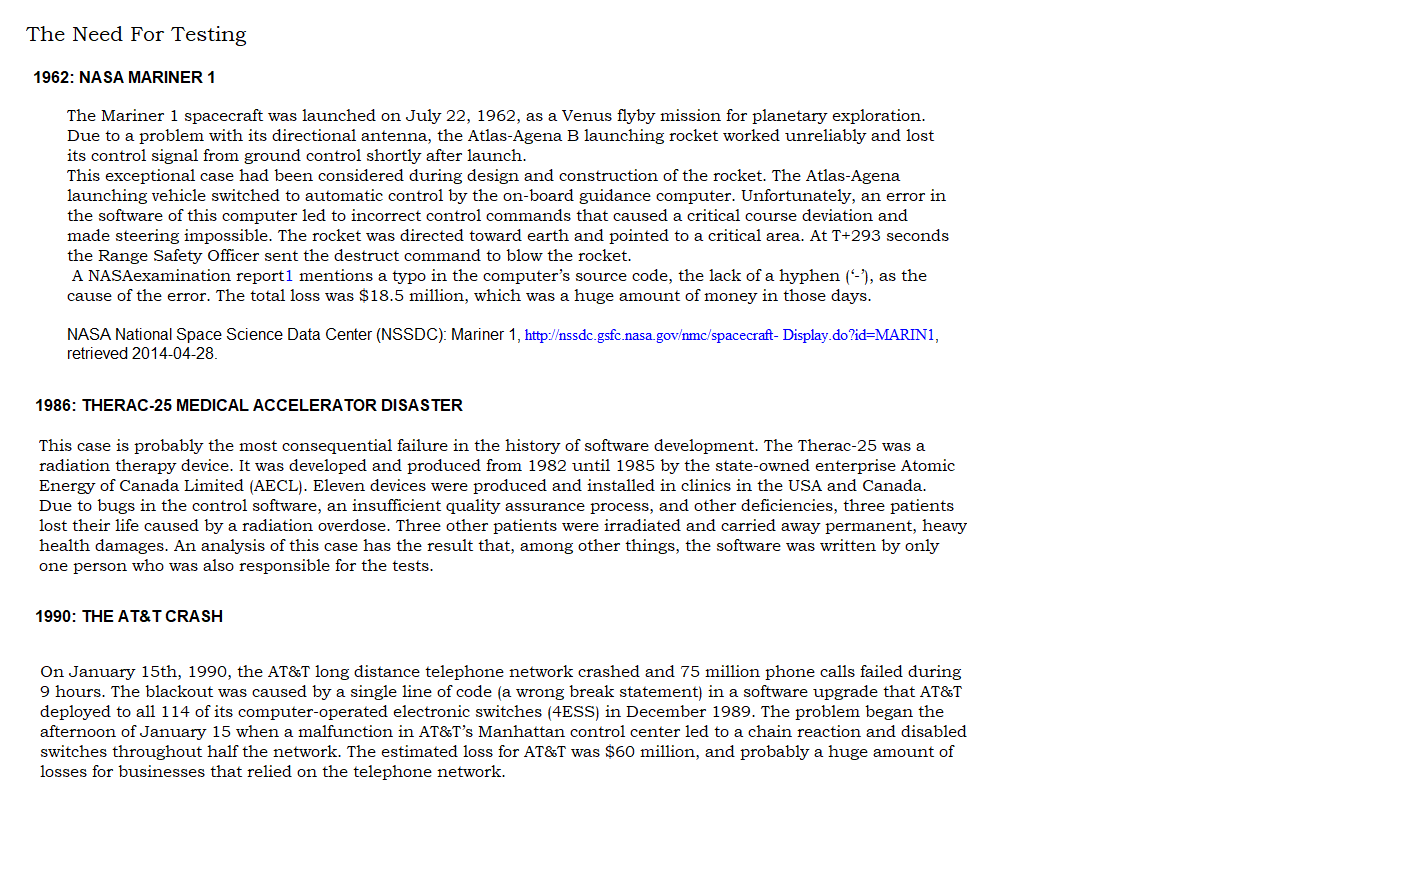 The Need For Testing
1962: NASA MARINER 1
The Mariner 1 spacecraft was launched on July 22, 1962, as a Venus flyby mission for planetary exploration.
Due to a problem with its directional antenna, the Atlas-Agena B launching rocket worked unreliably and lost
its control signal from ground control shortly after launch.
This exceptional case had been considered during design and construction of the rocket. The Atlas-Agena
launching vehicle switched to automatic control by the on-board guidance computer. Unfortunately, an error in
the software of this computer led to incorrect control commands that caused a critical course deviation and
made steering impossible. The rocket was directed toward earth and pointed to a critical area. At T+293 seconds
the Range Safety Officer sent the destruct command to blow the rocket.
A NASAexamination report1 mentions a typo in the computer’s source code, the lack of a hyphen (‘-’), as the
cause of the error. The total loss was $18.5 million, which was a huge amount of money in those days.
NASA National Space Science Data Center (NSSDC): Mariner 1, http://nssdc.gsfc.nasa.gov/nmc/spacecraft- Display.do?id=MARIN1,
retrieved 2014-04-28.
1986: THERAC-25 MEDICAL ACCELERATOR DISASTER
This case is probably the most consequential failure in the history of software development. The Therac-25 was a
radiation therapy device. It was developed and produced from 1982 until 1985 by the state-owned enterprise Atomic
Energy of Canada Limited (AECL). Eleven devices were produced and installed in clinics in the USA and Canada.
Due to bugs in the control software, an insufficient quality assurance process, and other deficiencies, three patients
lost their life caused by a radiation overdose. Three other patients were irradiated and carried away permanent, heavy
health damages. An analysis of this case has the result that, among other things, the software was written by only
one person who was also responsible for the tests.
1990: THE AT&T CRASH
On January 15th, 1990, the AT&T long distance telephone network crashed and 75 million phone calls failed during
9 hours. The blackout was caused by a single line of code (a wrong break statement) in a software upgrade that AT&T
deployed to all 114 of its computer-operated electronic switches (4ESS) in December 1989. The problem began the
afternoon of January 15 when a malfunction in AT&T’s Manhattan control center led to a chain reaction and disabled
switches throughout half the network. The estimated loss for AT&T was $60 million, and probably a huge amount of
losses for businesses that relied on the telephone network.